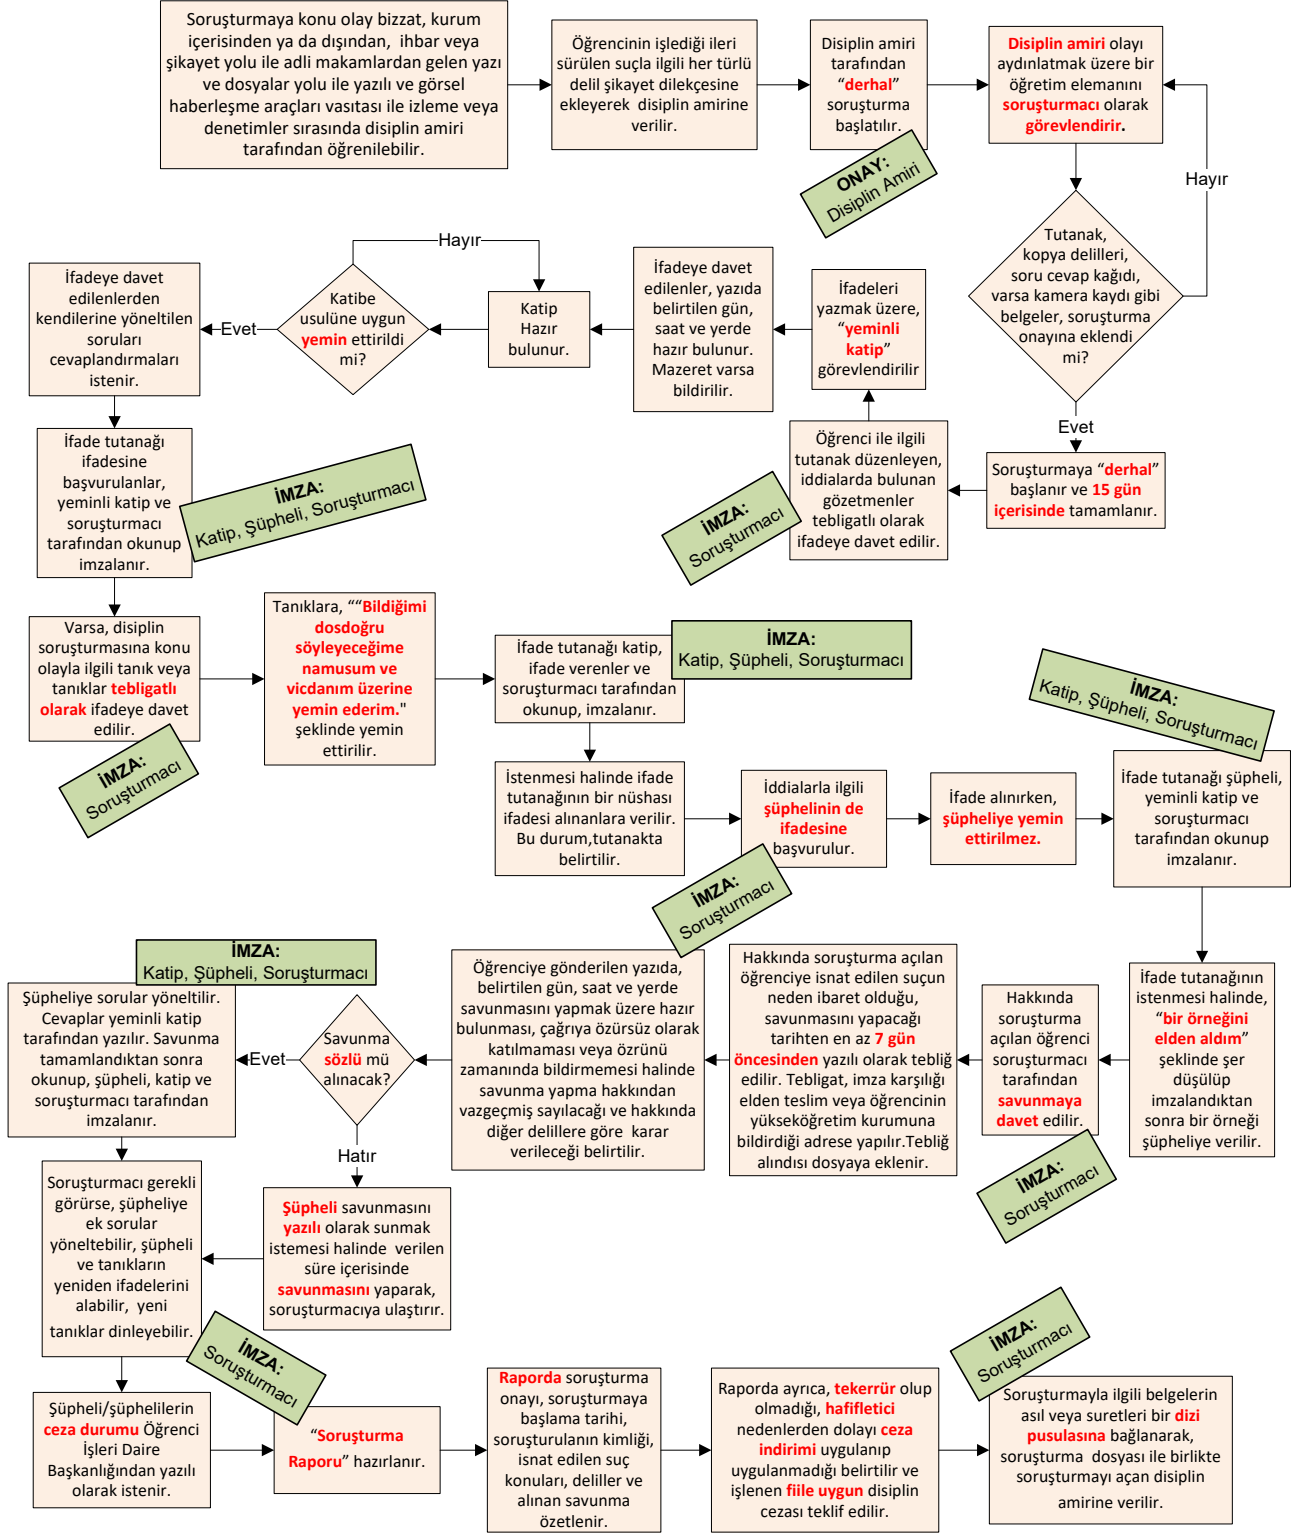 Soruşturmaya konu olay bizzat, kurum
içerisinden ya da dışından, ihbar veya
şikayet yolu ile adli makamlardan gelen yazı
ve dosyalar yolu ile yazılı ve görsel
haberleşme araçları vasıtası ile izleme veya
denetimler sırasında disiplin amiri
tarafından öğrenilebilir.
Öğrencinin işlediği ileri
sürülen suçla ilgili her türlü
delil şikayet dilekçesine
ekleyerek disiplin amirine
verilir.
Disiplin amiri
tarafından
“derhal”
soruşturma
başlatılır.
ONAY:
Disiplin Amiri
Disiplin amiri olayı
aydınlatmak üzere bir
öğretim elemanını
soruşturmacı olarak
görevlendirir.
Hayır
Tutanak,
kopya delilleri,
soru cevap kağıdı,
varsa kamera kaydı gibi
belgeler, soruşturma
onayına eklendi
mi?
Evet
Soruşturmaya “derhal”
başlanır ve 15 gün
içerisinde tamamlanır.
Öğrenci ile ilgili
tutanak düzenleyen,
iddialarda bulunan
gözetmenler
tebligatlı olarak
ifadeye davet edilir.
İMZA:
Soruşturmacı
İfadeleri
yazmak üzere,
“yeminli
katip”
görevlendirilir
İfadeye davet
edilenler, yazıda
belirtilen gün,
saat ve yerde
hazır bulunur.
Mazeret varsa
bildirilir.
Katip
Hazır
bulunur.
Hayır
Katibe
usulüne uygun
yemin ettirildi
mi?
Evet
İfadeye davet
edilenlerden
kendilerine yöneltilen
soruları
cevaplandırmaları
istenir.
İfade tutanağı
ifadesine
başvurulanlar,
yeminli katip ve
soruşturmacı
tarafından okunup
imzalanır.
İMZA:
Katip, Şüpheli, Soruşturmacı
Varsa, disiplin
soruşturmasına konu
olayla ilgili tanık veya
tanıklar tebligatlı
olarak ifadeye davet
edilir.
İMZA:
Soruşturmacı
Tanıklara, ““Bildiğimi
dosdoğru
söyleyeceğime
namusum ve
vicdanım üzerine
yemin ederim."
şeklinde yemin
ettirilir.
İfade tutanağı katip,
ifade verenler ve
soruşturmacı tarafından
okunup, imzalanır.
İMZA:
Katip, Şüpheli, Soruşturmacı
İstenmesi halinde ifade
tutanağının bir nüshası
ifadesi alınanlara verilir.
Bu durum,tutanakta
belirtilir.
İddialarla ilgili
şüphelinin de
ifadesine
başvurulur.
İMZA:
Soruşturmacı
İfade alınırken,
şüpheliye yemin
ettirilmez.
İMZA:
Katip, Şüpheli, Soruşturmacı
İfade tutanağı şüpheli,
yeminli katip ve
soruşturmacı
tarafından okunup
imzalanır.
İfade tutanağının
istenmesi halinde,
“bir örneğini
elden aldım”
şeklinde şer
düşülüp
imzalandıktan
sonra bir örneği
şüpheliye verilir.
Hakkında
soruşturma
açılan öğrenci
soruşturmacı
tarafından
savunmaya
davet edilir.
İMZA:
Soruşturmacı
Hakkında soruşturma açılan
öğrenciye isnat edilen suçun
neden ibaret olduğu,
savunmasını yapacağı
tarihten en az 7 gün
öncesinden yazılı olarak tebliğ
edilir. Tebligat, imza karşılığı
elden teslim veya öğrencinin
yükseköğretim kurumuna
bildirdiği adrese yapılır.Tebliğ
alındısı dosyaya eklenir.
Öğrenciye gönderilen yazıda,
belirtilen gün, saat ve yerde
savunmasını yapmak üzere hazır
bulunması, çağrıya özürsüz olarak
katılmaması veya özrünü
zamanında bildirmemesi halinde
savunma yapma hakkından
vazgeçmiş sayılacağı ve hakkında
diğer delillere göre karar
verileceği belirtilir.
Savunma
sözlü mü
alınacak?
Evet
Hatır
İMZA:
Katip, Şüpheli, Soruşturmacı
Şüpheliye sorular yöneltilir.
Cevaplar yeminli katip
tarafından yazılır. Savunma
tamamlandıktan sonra
okunup, şüpheli, katip ve
soruşturmacı tarafından
imzalanır.
Şüpheli savunmasını
yazılı olarak sunmak
istemesi halinde verilen
süre içerisinde
savunmasını yaparak,
soruşturmacıya ulaştırır.
Soruşturmacı gerekli
görürse, şüpheliye
ek sorular
yöneltebilir, şüpheli
ve tanıkların
yeniden ifadelerini
alabilir, yeni
tanıklar dinleyebilir.
Şüpheli/şüphelilerin
ceza durumu Öğrenci
İşleri Daire
Başkanlığından yazılı
olarak istenir.
İMZA:
Soruşturmacı
“Soruşturma
Raporu” hazırlanır.
Raporda soruşturma
onayı, soruşturmaya
başlama tarihi,
soruşturulanın kimliği,
isnat edilen suç
konuları, deliller ve
alınan savunma
özetlenir.
Raporda ayrıca, tekerrür olup
olmadığı, hafifletici
nedenlerden dolayı ceza
indirimi uygulanıp
uygulanmadığı belirtilir ve
işlenen fiile uygun disiplin
cezası teklif edilir.
İMZA:
Soruşturmacı
Soruşturmayla ilgili belgelerin
asıl veya suretleri bir dizi
pusulasına bağlanarak,
soruşturma dosyası ile birlikte
soruşturmayı açan disiplin
amirine verilir.